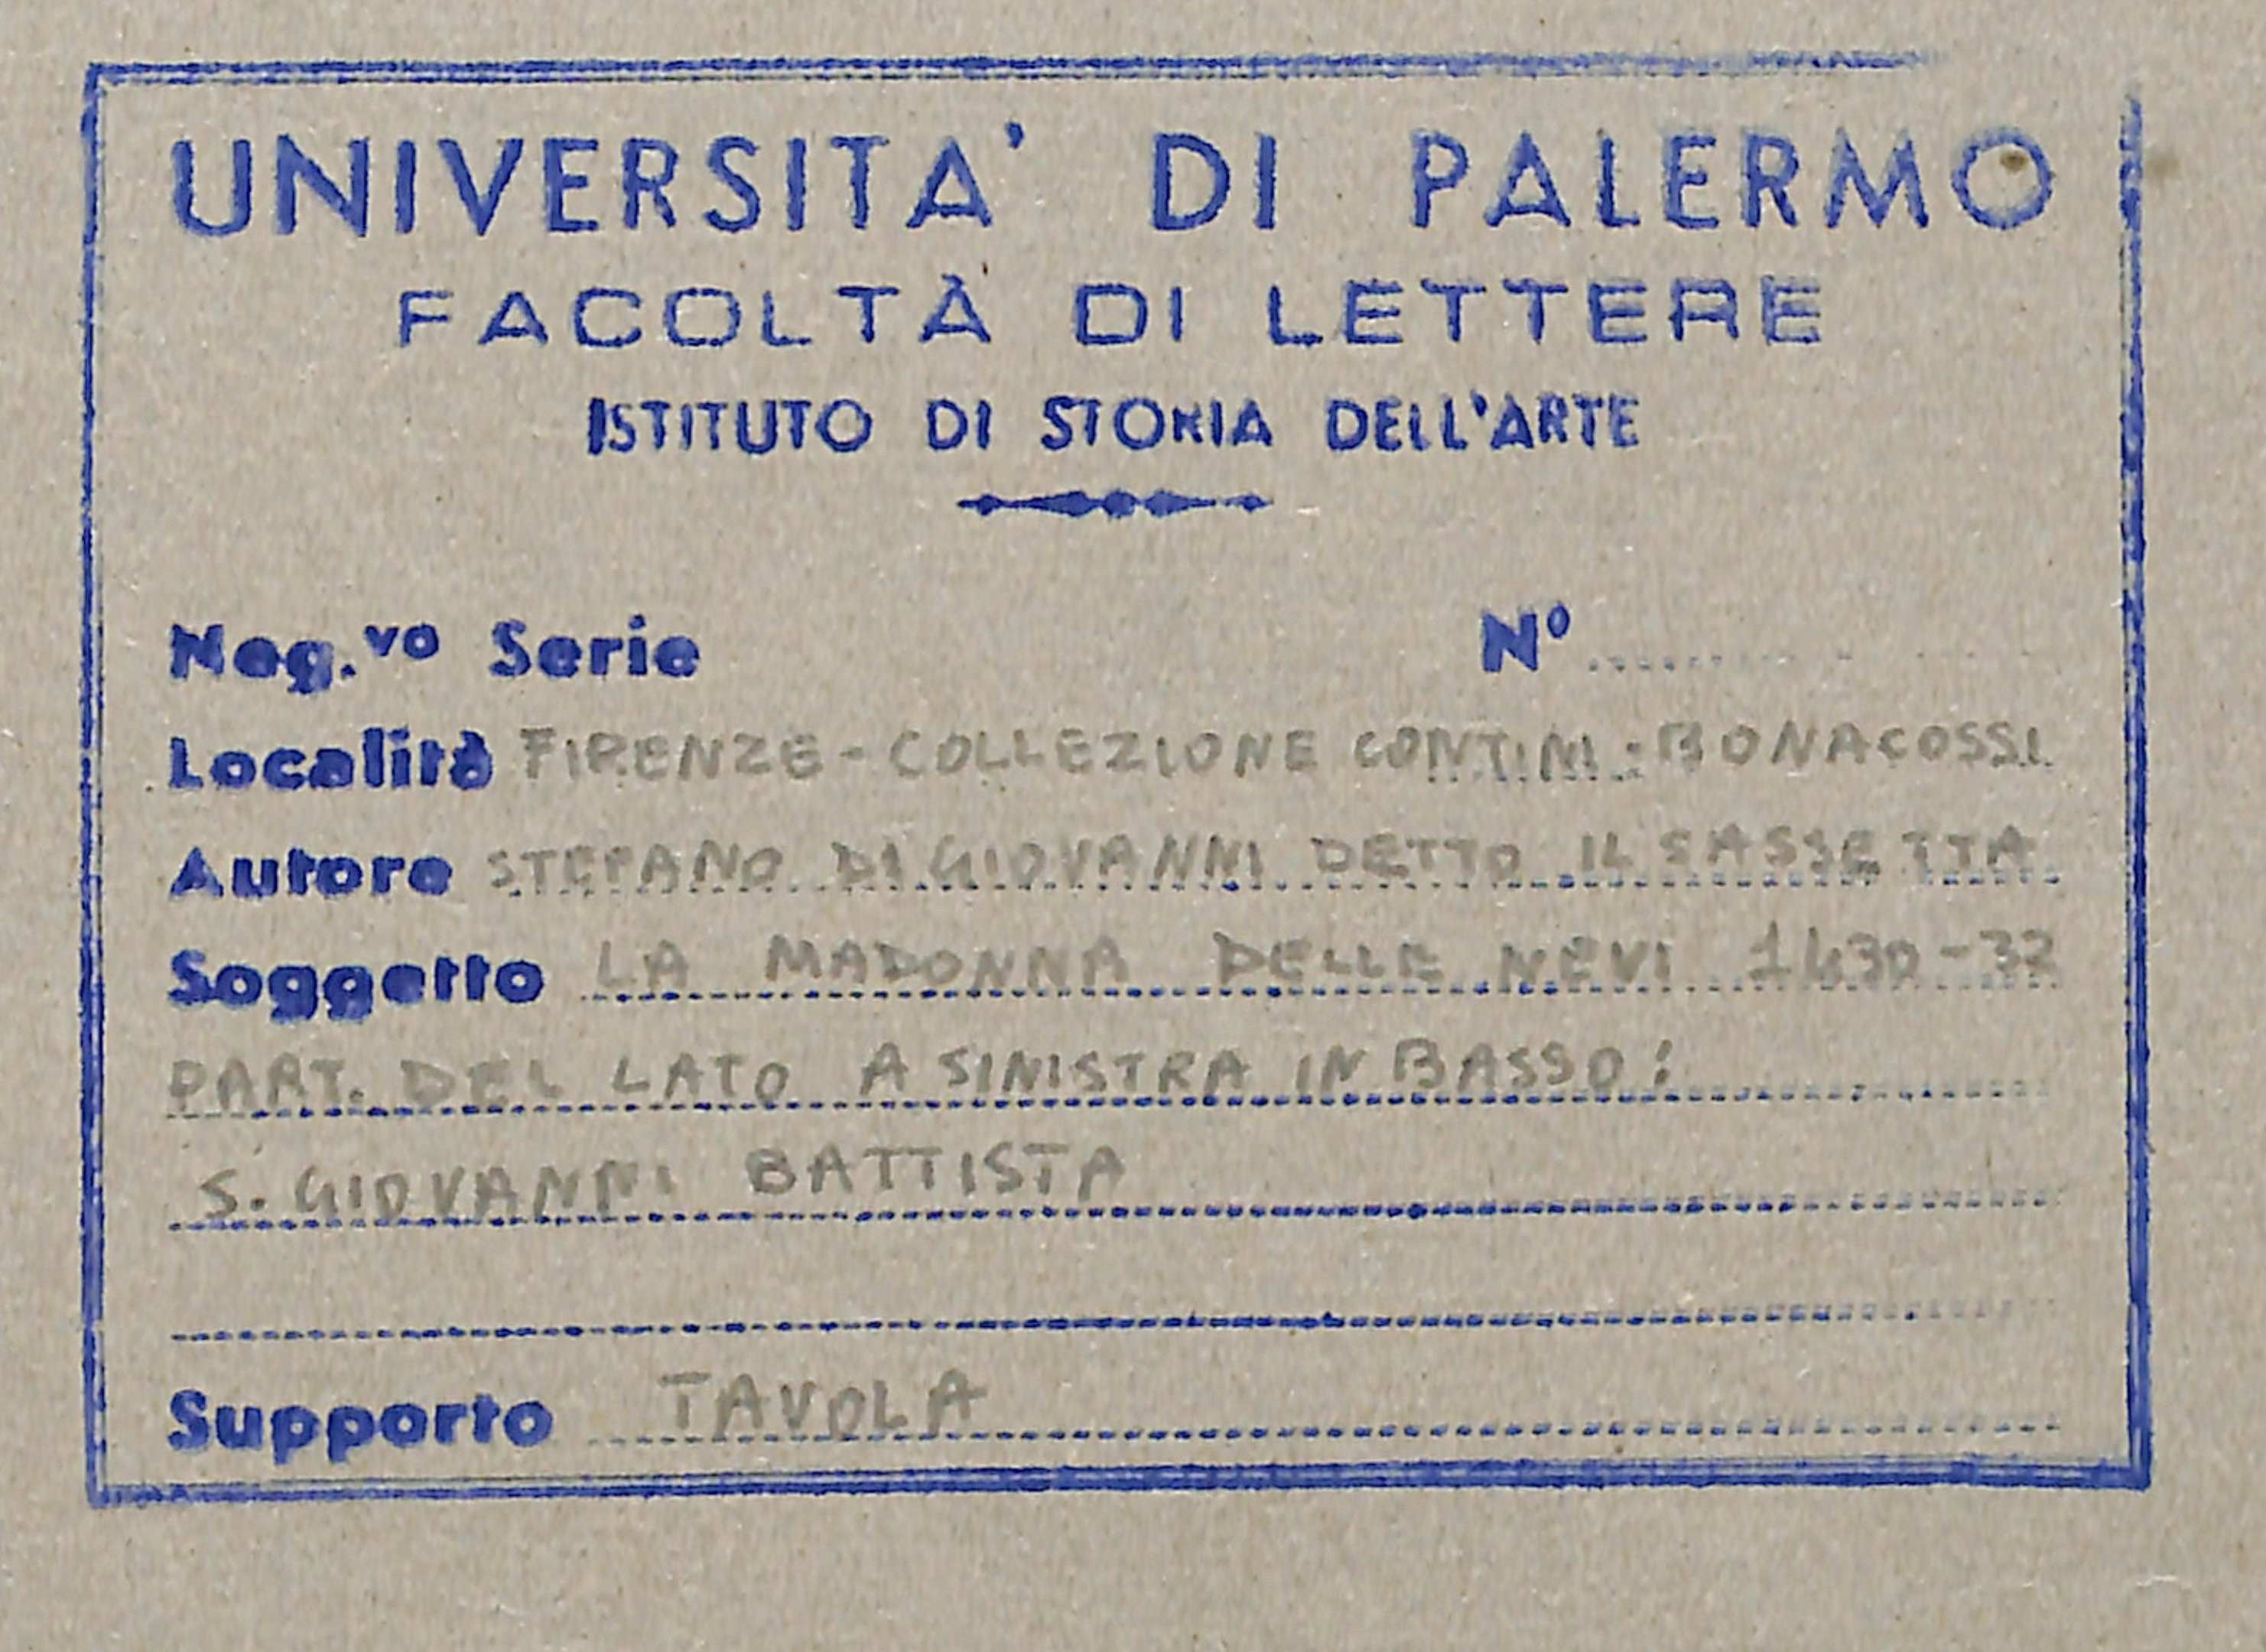 UNIVERSITA' DI PALERMO
FACOLTÀ DI LETTERE
ISTITUTO DI STORIA DELL'ARTE
Neg.vo Serie Nº
Località FIRENZE - COLLEZIONE CONTINI-BONACOSSI
Autore STEFANO DI GIOVANNI DETTO IL SASSETTA
Soggetto LA MADONNA DELLE NEVI 1430-32
PART. DEL LATO A SINISTRA IN BASSO:
S. GIOVANNI BATTISTA
Supporto TAVOLA